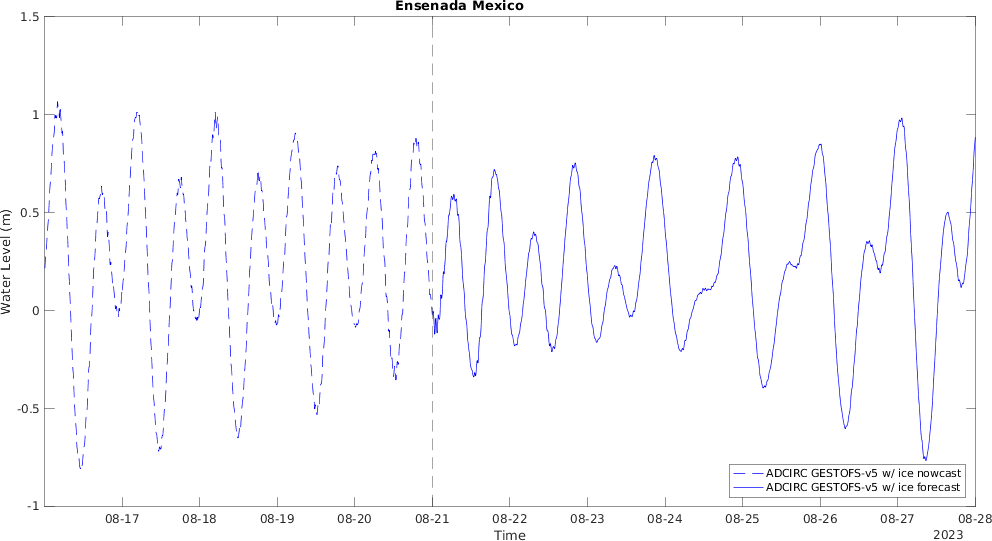 Ensenada Mexico
1.5
1
0.5
0
-0.5
-1
Water Level (m)
ADCIRC GESTOFS-v5 w/ ice nowcast
ADCIRC GESTOFS-v5 w/ ice forecast
08-17 08-18 08-19 08-20 08-21 08-22 08-23 08-24 08-25 08-26 08-27 08-28
Time
2023